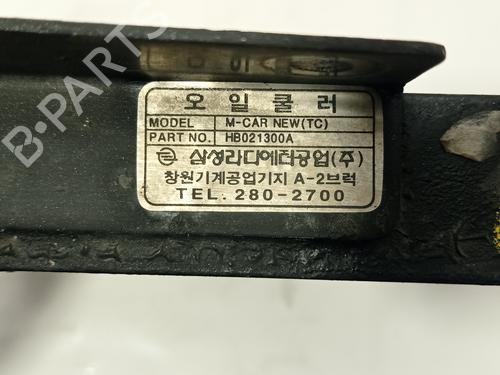 B-PARTS
오일쿨러
MODEL M-CAR NEW(TC)
PART NO. HB021300A
삼성라디에타공업(주)
창원기계공업기지 A-2브럭
TEL. 280-2700